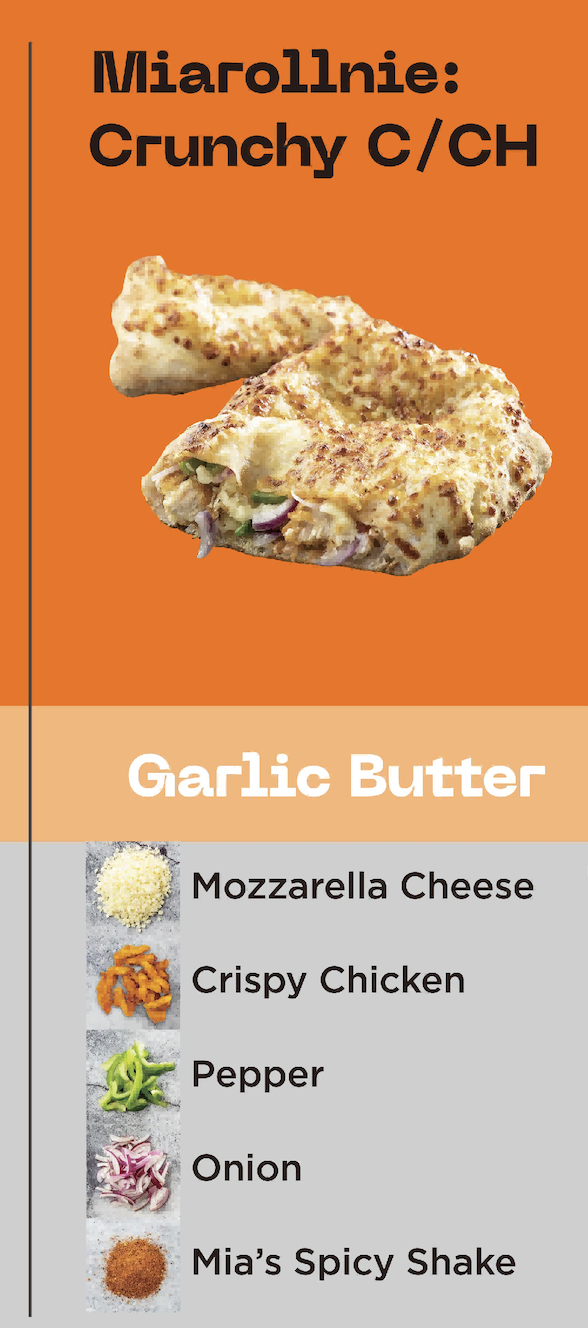 Miarollnie:
Crunchy C/CH
Garlic Butter
Mozzarella Cheese
Crispy Chicken
Pepper
Onion
Mia’s Spicy Shake